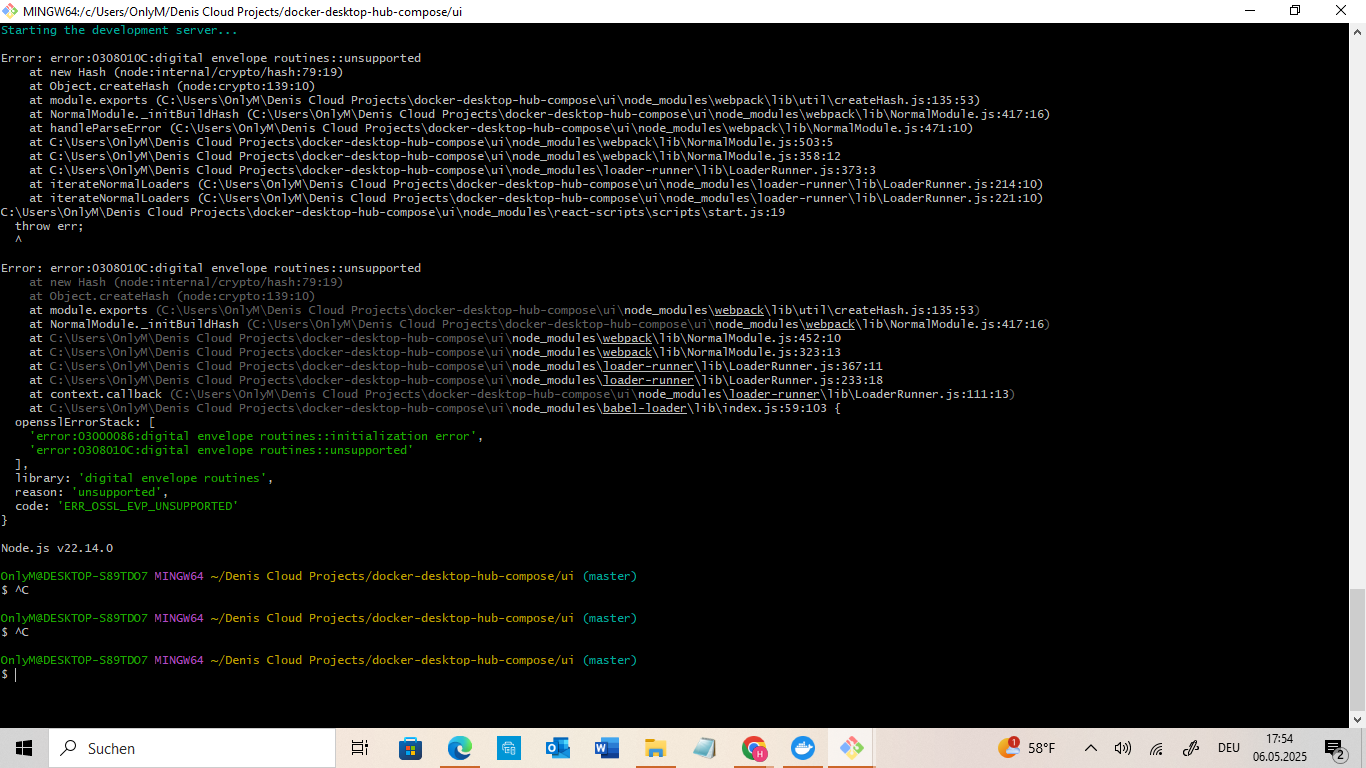 MINGW64:/c/Users/OnlyM/Denis Cloud Projects/docker-desktop-hub-compose/ui
Starting the development server...
Error: error:0308010C:digital envelope routines::unsupported
    at new Hash (node:internal/crypto/hash:79:19)
    at Object.createHash (node:crypto:139:10)
    at module.exports (C:\Users\OnlyM\Denis Cloud Projects\docker-desktop-hub-compose\ui\node_modules\webpack\lib\util\createHash.js:135:53)
    at NormalModule._initBuildHash (C:\Users\OnlyM\Denis Cloud Projects\docker-desktop-hub-compose\ui\node_modules\webpack\lib\NormalModule.js:417:16)
    at handleParseError (C:\Users\OnlyM\Denis Cloud Projects\docker-desktop-hub-compose\ui\node_modules\webpack\lib\NormalModule.js:471:10)
    at C:\Users\OnlyM\Denis Cloud Projects\docker-desktop-hub-compose\ui\node_modules\webpack\lib\NormalModule.js:503:5
    at C:\Users\OnlyM\Denis Cloud Projects\docker-desktop-hub-compose\ui\node_modules\webpack\lib\NormalModule.js:358:12
    at C:\Users\OnlyM\Denis Cloud Projects\docker-desktop-hub-compose\ui\node_modules\loader-runner\lib\LoaderRunner.js:373:3
    at iterateNormalLoaders (C:\Users\OnlyM\Denis Cloud Projects\docker-desktop-hub-compose\ui\node_modules\loader-runner\lib\LoaderRunner.js:214:10)
    at iterateNormalLoaders (C:\Users\OnlyM\Denis Cloud Projects\docker-desktop-hub-compose\ui\node_modules\loader-runner\lib\LoaderRunner.js:221:10)
C:\Users\OnlyM\Denis Cloud Projects\docker-desktop-hub-compose\ui\node_modules\react-scripts\scripts\start.js:19
  throw err;
  ^
Error: error:0308010C:digital envelope routines::unsupported
    at new Hash (node:internal/crypto/hash:79:19)
    at Object.createHash (node:crypto:139:10)
    at module.exports (C:\Users\OnlyM\Denis Cloud Projects\docker-desktop-hub-compose\ui\node_modules\webpack\lib\util\createHash.js:135:53)
    at NormalModule._initBuildHash (C:\Users\OnlyM\Denis Cloud Projects\docker-desktop-hub-compose\ui\node_modules\webpack\lib\NormalModule.js:417:16)
    at C:\Users\OnlyM\Denis Cloud Projects\docker-desktop-hub-compose\ui\node_modules\webpack\lib\NormalModule.js:452:10
    at C:\Users\OnlyM\Denis Cloud Projects\docker-desktop-hub-compose\ui\node_modules\webpack\lib\NormalModule.js:323:13
    at C:\Users\OnlyM\Denis Cloud Projects\docker-desktop-hub-compose\ui\node_modules\loader-runner\lib\LoaderRunner.js:367:11
    at C:\Users\OnlyM\Denis Cloud Projects\docker-desktop-hub-compose\ui\node_modules\loader-runner\lib\LoaderRunner.js:233:18
    at context.callback (C:\Users\OnlyM\Denis Cloud Projects\docker-desktop-hub-compose\ui\node_modules\loader-runner\lib\LoaderRunner.js:111:13)
    at C:\Users\OnlyM\Denis Cloud Projects\docker-desktop-hub-compose\ui\node_modules\babel-loader\lib\index.js:59:103 {
  opensslErrorStack: [
    'error:03000086:digital envelope routines::initialization error',
    'error:0308010C:digital envelope routines::unsupported'
  ],
  library: 'digital envelope routines',
  reason: 'unsupported',
  code: 'ERR_OSSL_EVP_UNSUPPORTED'
}
Node.js v22.14.0
OnlyM@DESKTOP-S89TDO7 MINGW64 ~/Denis Cloud Projects/docker-desktop-hub-compose/ui (master)
$ ^C
OnlyM@DESKTOP-S89TDO7 MINGW64 ~/Denis Cloud Projects/docker-desktop-hub-compose/ui (master)
$ ^C
OnlyM@DESKTOP-S89TDO7 MINGW64 ~/Denis Cloud Projects/docker-desktop-hub-compose/ui (master)
$
Suchen
1
58°F
DEU
17:54
06.05.2025
2